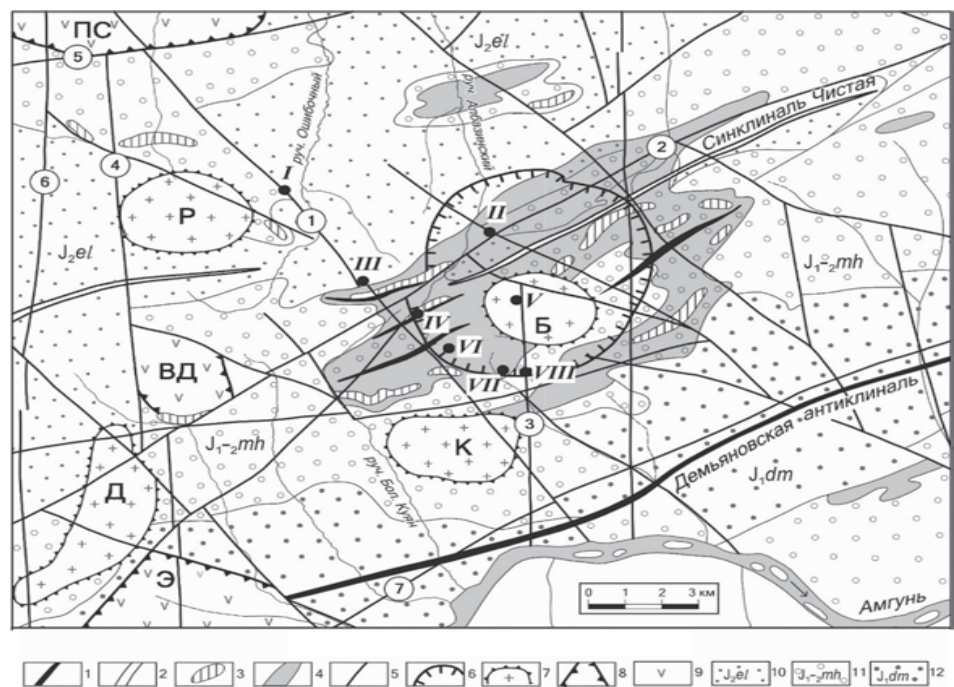 ПС
5
J₂el
руч. Ошибочный
руч. Албазинский
Синклиналь Чистая
2
4
6
I
1
Р
II
J₂el
III
J₁-₂mh
V
IV
Б
VI
ВД
VII
VIII
3
J₁-₂mh
К
Демьяновская антиклиналь
Д
J₁dm
руч. Бол. Куян
Э
7
0 1 2 3 км
Амгунь
1 2 3 4 5 6 7 8 v 9 J₂el 10 J₁-₂mh 11 J₁dm 12